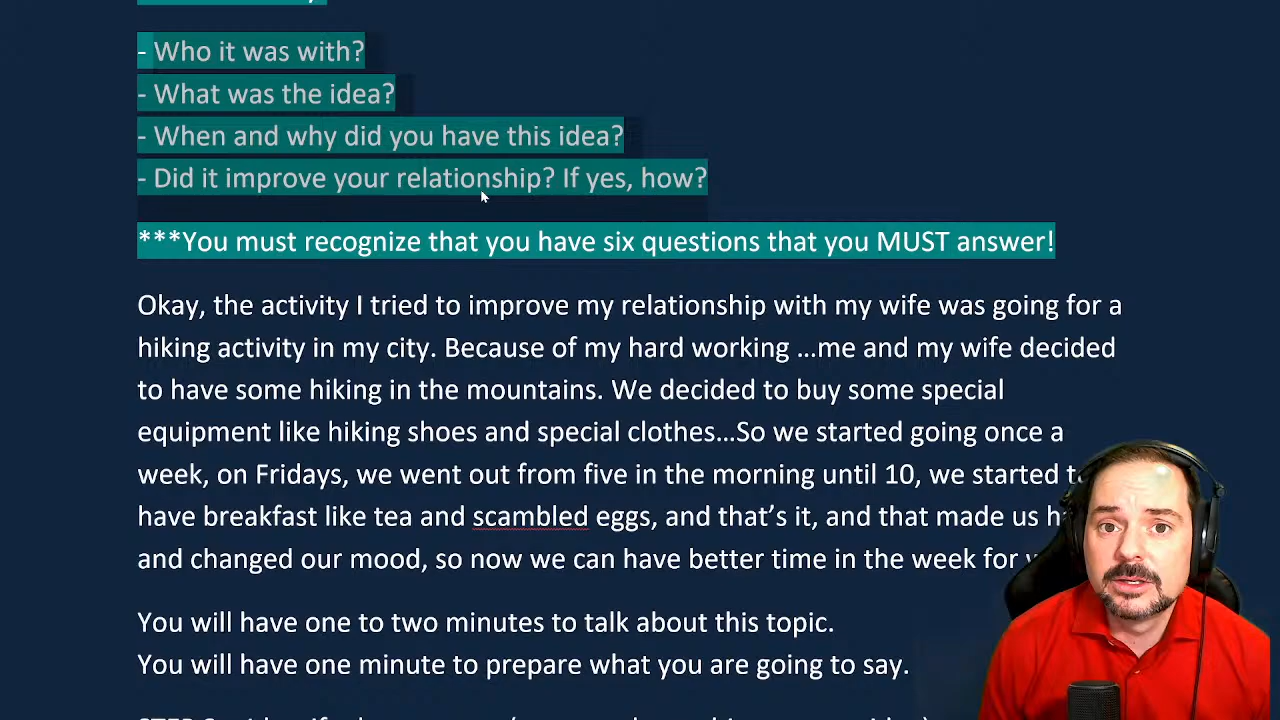 - Who it was with?
- What was the idea?
- When and why did you have this idea?
- Did it improve your relationship? If yes, how?
***You must recognize that you have six questions that you MUST answer!
Okay, the activity I tried to improve my relationship with my wife was going for a
hiking activity in my city. Because of my hard working …me and my wife decided
to have some hiking in the mountains. We decided to buy some special
equipment like hiking shoes and special clothes…So we started going once a
week, on Fridays, we went out from five in the morning until 10, we started
have breakfast like tea and scambled eggs, and that's it, and that made us
and changed our mood, so now we can have better time in the week for
You will have one to two minutes to talk about this topic.
You will have one minute to prepare what you are going to say.